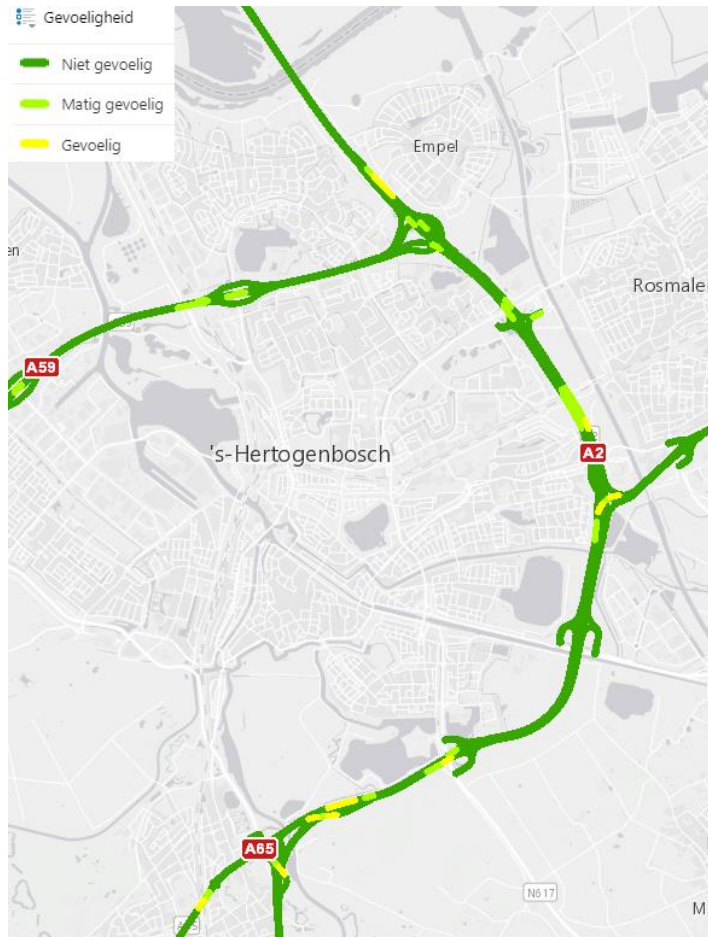 Gevoeligheid
Niet gevoelig
Matig gevoelig
Gevoelig
Empel
Rosmale
A59
's-Hertogenbosch
A2
A65
N617
M